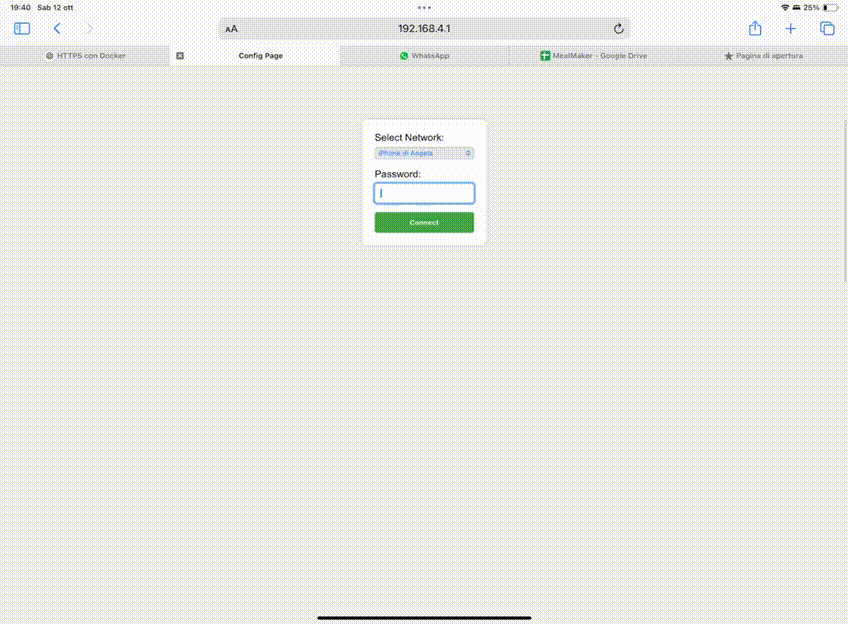 19:40 Sab 12 ott
25%
AA 192.168.4.1
HTTPS con Docker
Config Page
WhatsApp
MealMaker - Google Drive
Pagina di apertura
Select Network:
iPhone di Angela
Password:
Connect